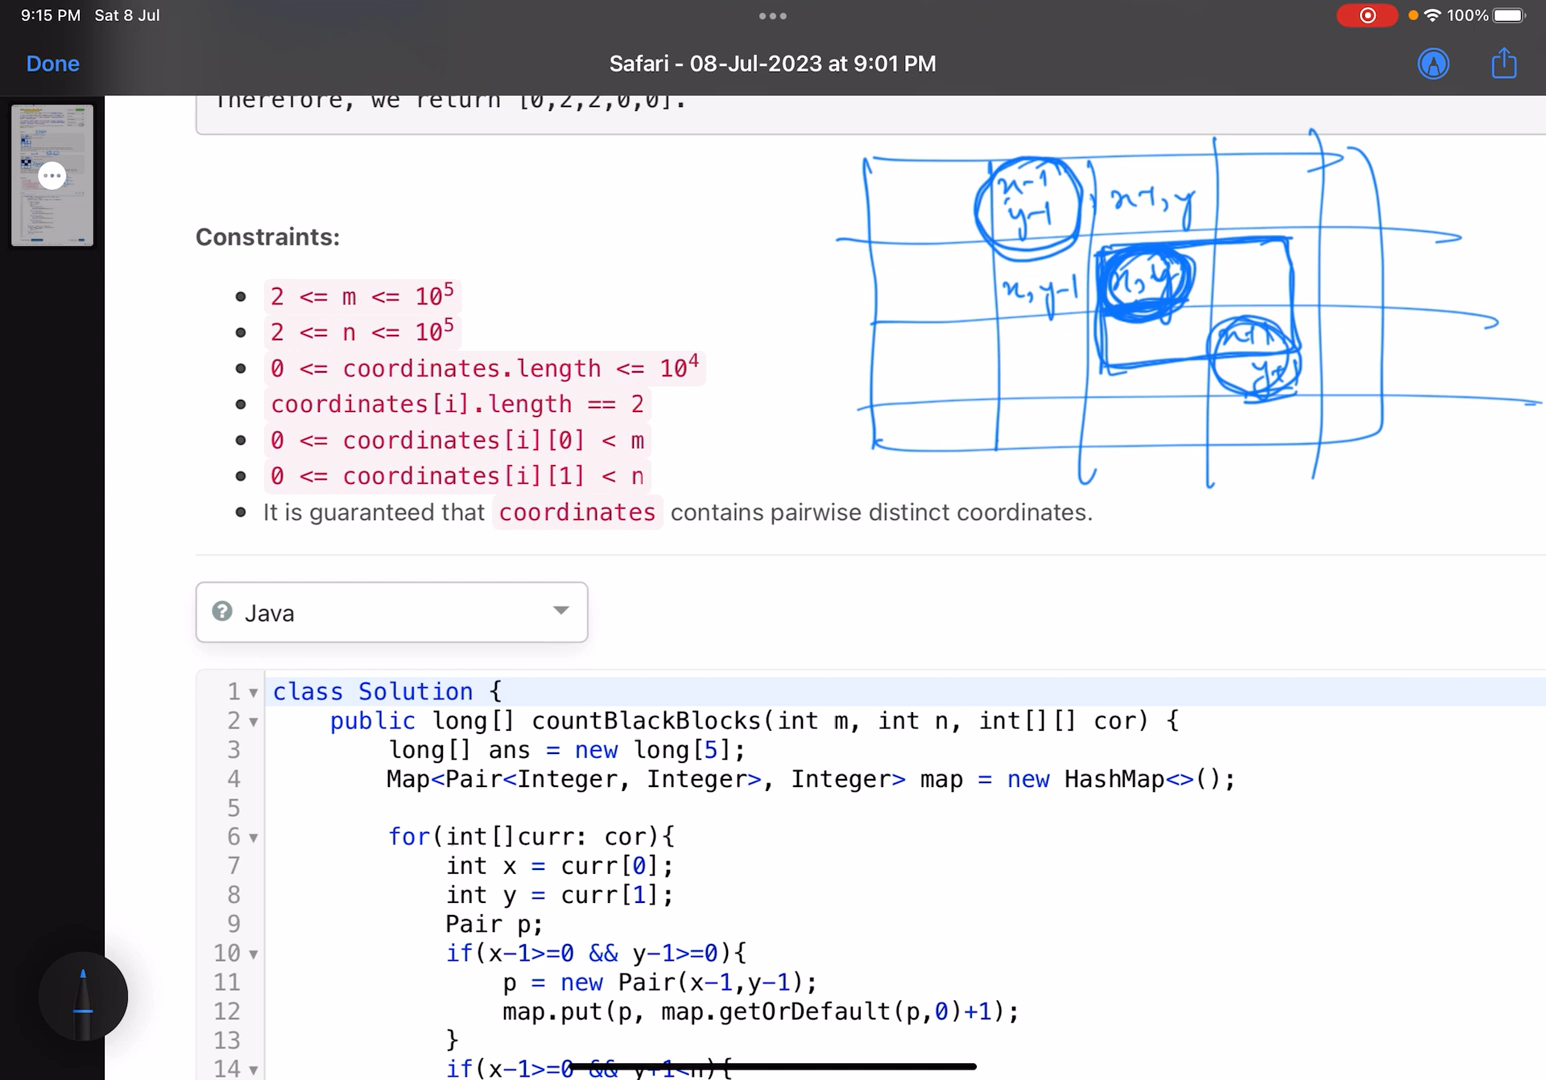 9:15 PM Sat 8 Jul
100%
Done
Safari - 08-Jul-2023 at 9:01 PM
Therefore, we return [0,2,2,0,0].
x-1
y-1
x-1, y
x, y-1
x, y
x+1
Constraints:
2 <= m <= 10⁵
2 <= n <= 10⁵
0 <= coordinates.length <= 10⁴
coordinates[i].length == 2
0 <= coordinates[i][0] < m
0 <= coordinates[i][1] < n
It is guaranteed that coordinates contains pairwise distinct coordinates.
Java
1 class Solution {
2 public long[] countBlackBlocks(int m, int n, int[][] cor) {
3 long[] ans = new long[5];
4 Map<Pair<Integer, Integer>, Integer> map = new HashMap<>();
5
6 for(int[]curr: cor){
7 int x = curr[0];
8 int y = curr[1];
9 Pair p;
10 if(x-1>=0 && y-1>=0){
11 p = new Pair(x-1,y-1);
12 map.put(p, map.getOrDefault(p,0)+1);
13 }
14 if(x-1>=0 && y+1<n){